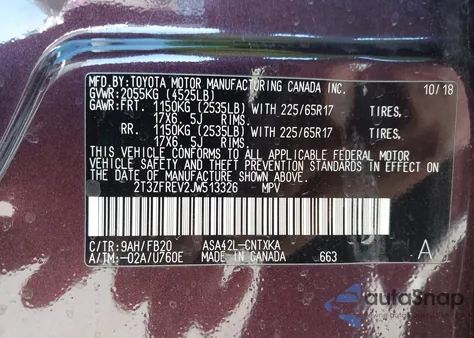 MFD.BY: TOYOTA MOTOR MANUFACTURING CANADA INC. 10/18
GVWR: 2055KG (4525LB)
GAWR: FRT. 1150KG (2535LB) WITH 225/65R17 TIRES,
17X6. 5J RIMS.
RR. 1150KG (2535LB) WITH 225/65R17 TIRES,
17X6. 5J RIMS.
THIS VEHICLE CONFORMS TO ALL APPLICABLE FEDERAL MOTOR
VEHICLE SAFETY AND THEFT PREVENTION STANDARDS IN EFFECT
ON THE DATE OF MANUFACTURE SHOWN ABOVE.
2T3ZFREV2JW513326 MPV
C/TR: 9AH/FB20 ASA42L-CNTXKA A
A/TM: -02A/U760E MADE IN CANADA 663
autoSnap